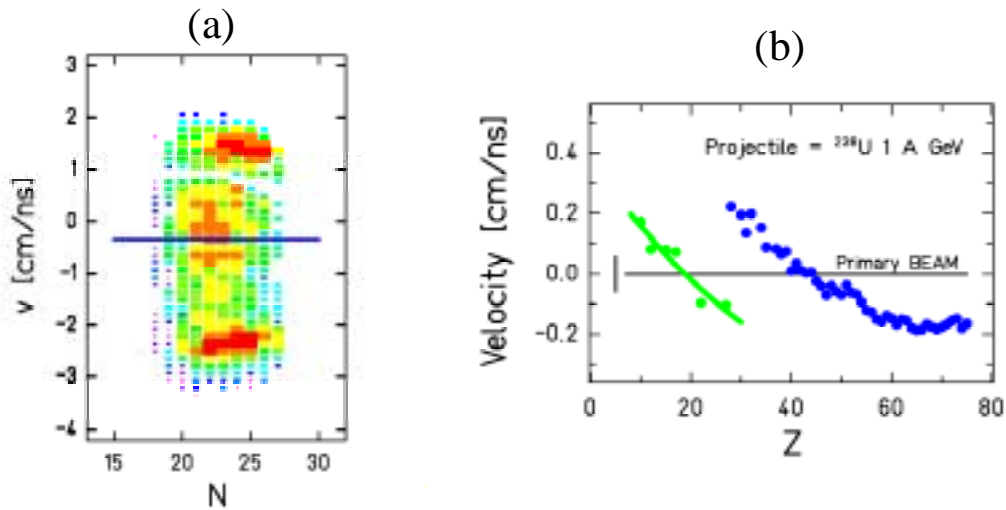 (a)
v [cm/ns]
3
2
1
0
-1
-2
-3
-4
15 20 25 30
N
(b)
Velocity [cm/ns]
0.4
0.2
0.0
-0.2
Projectile = ²³⁸U 1 A GeV
Primary BEAM
0 20 40 60 80
Z